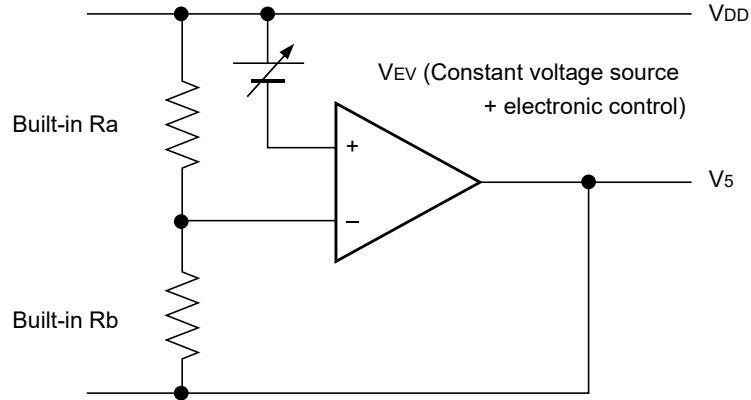 VDD
VEV (Constant voltage source
+ electronic control)
Built-in Ra
+
V5
−
Built-in Rb